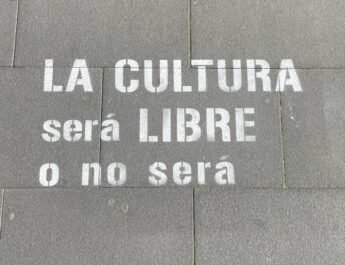 LA CULTURA
será LIBRE
o no será